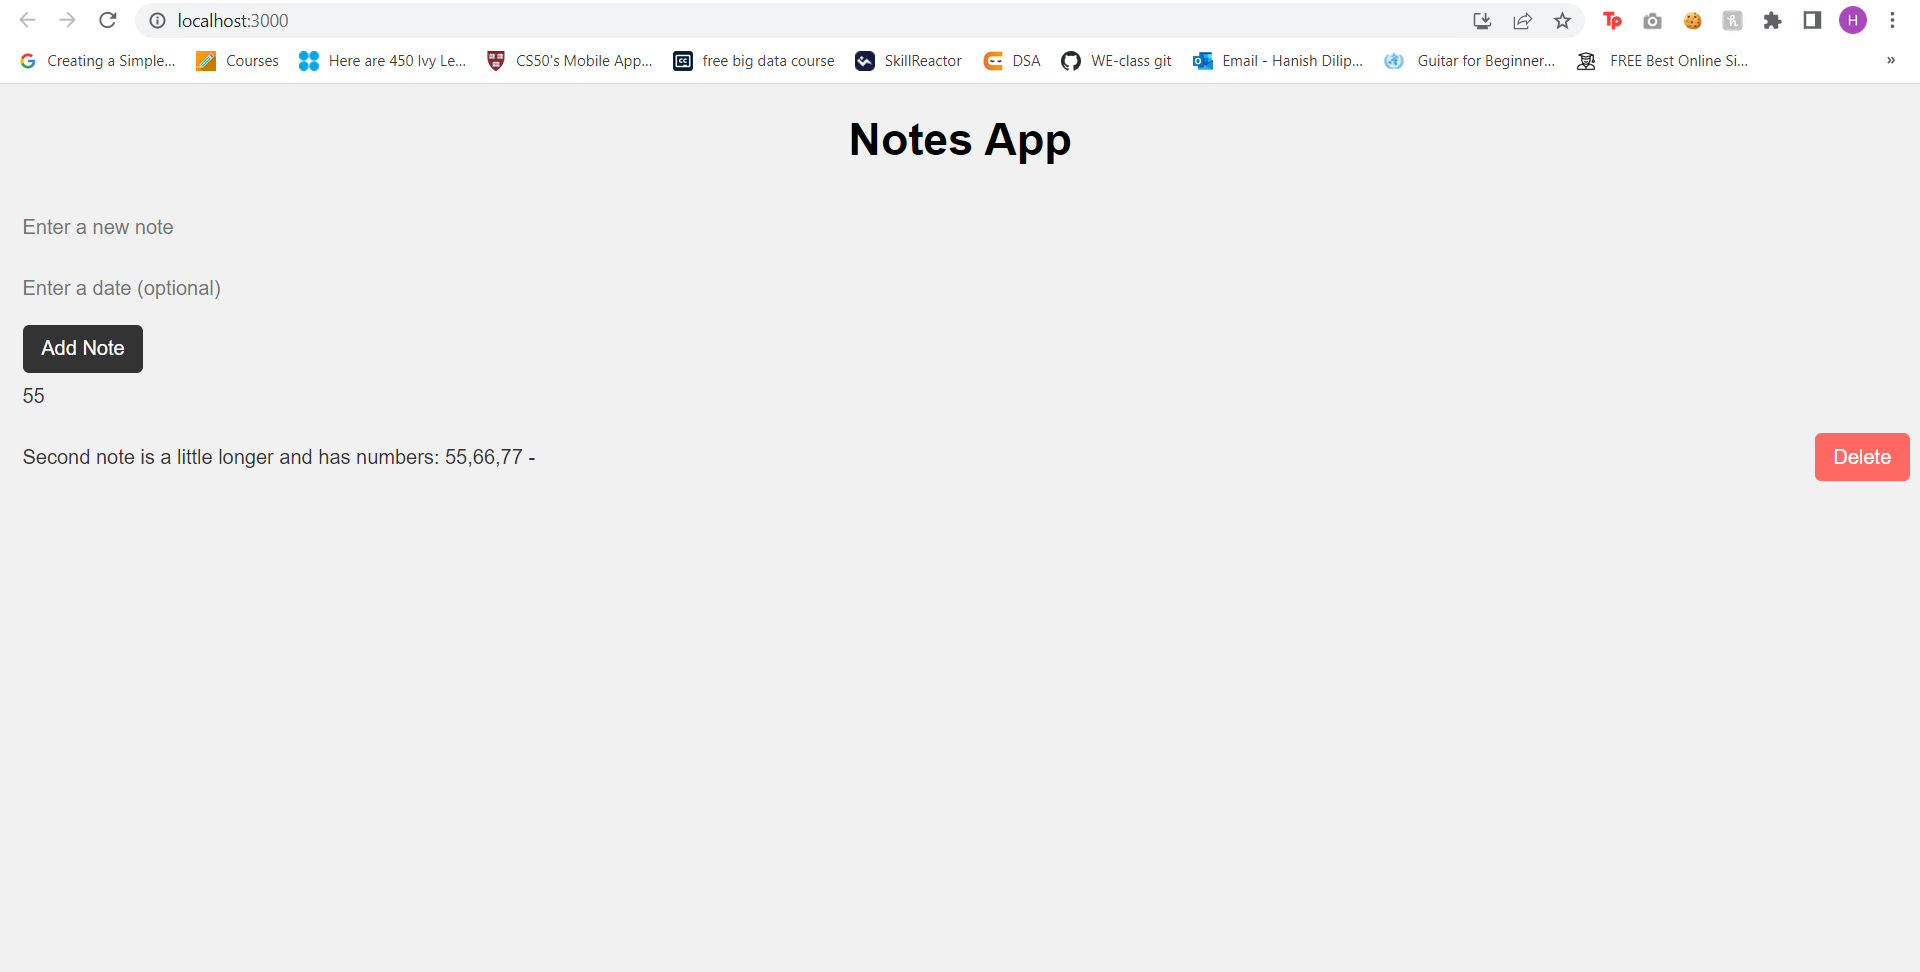 localhost:3000
Tp
h
H
Creating a Simple...
Courses
Here are 450 Ivy Le...
CS50's Mobile App...
CC
free big data course
SkillReactor
DSA
WE-class git
Email - Hanish Dilip...
Guitar for Beginner...
FREE Best Online Si...
»
Notes App
Enter a new note
Enter a date (optional)
Add Note
55
Second note is a little longer and has numbers: 55,66,77 -
Delete